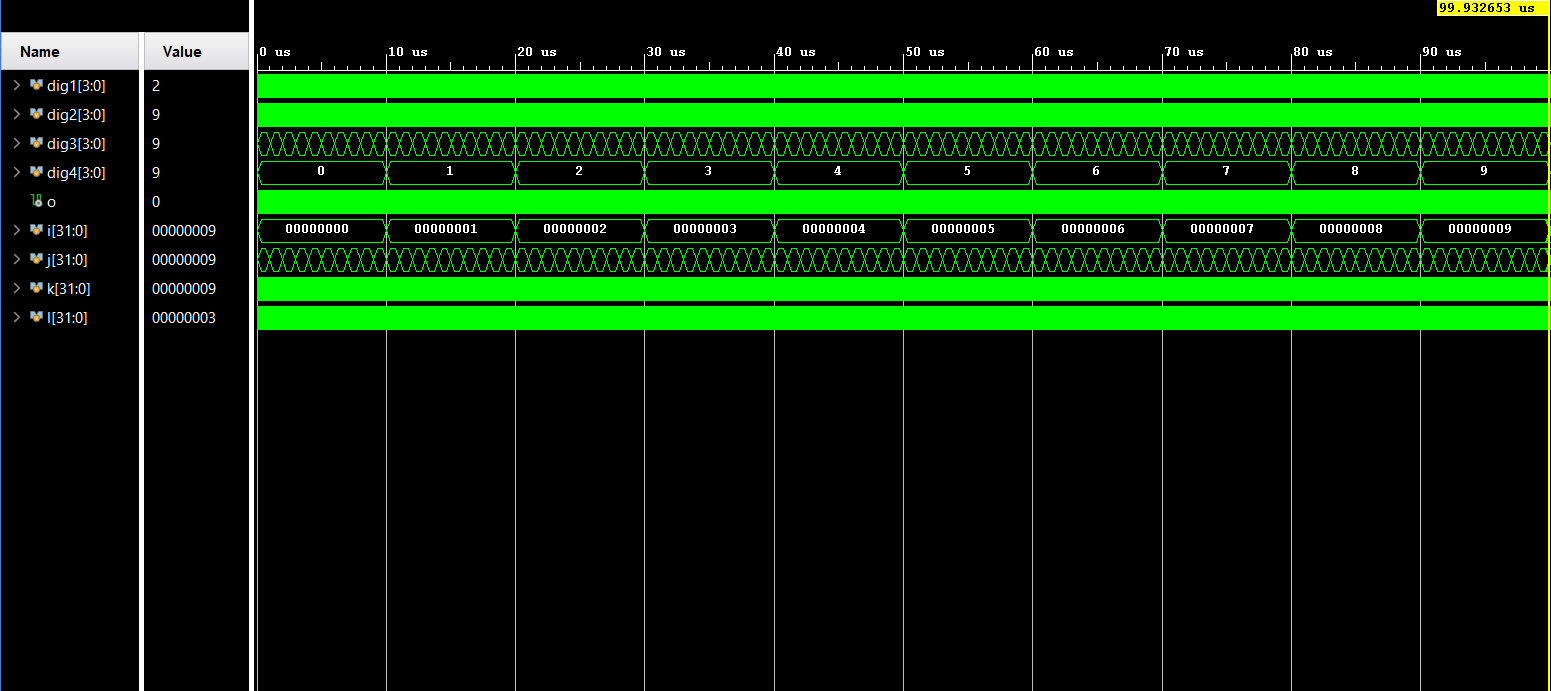 99.932653 us
Name Value 0 us 10 us 20 us 30 us 40 us 50 us 60 us 70 us 80 us 90 us
dig1[3:0] 2
dig2[3:0] 9
dig3[3:0] 9
dig4[3:0] 9 0 1 2 3 4 5 6 7 8 9
o 0
i[31:0] 00000009 00000000 00000001 00000002 00000003 00000004 00000005 00000006 00000007 00000008 00000009
j[31:0] 00000009
k[31:0] 00000009
l[31:0] 00000003